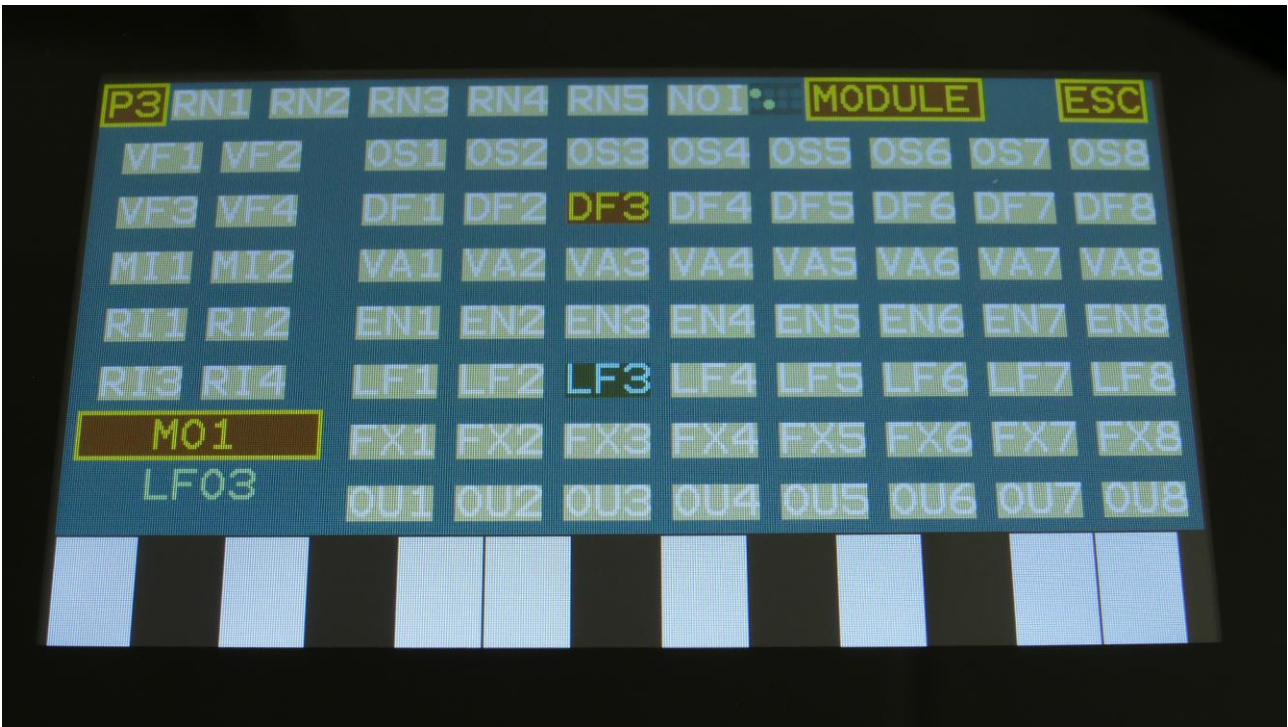 P3 RN1 RN2 RN3 RN4 RN5 NOI MODULE ESC
VF1 VF2 OS1 OS2 OS3 OS4 OS5 OS6 OS7 OS8
VF3 VF4 DF1 DF2 DF3 DF4 DF5 DF6 DF7 DF8
MI1 MI2 VA1 VA2 VA3 VA4 VA5 VA6 VA7 VA8
RI1 RI2 EN1 EN2 EN3 EN4 EN5 EN6 EN7 EN8
RI3 RI4 LF1 LF2 LF3 LF4 LF5 LF6 LF7 LF8
MO1 FX1 FX2 FX3 FX4 FX5 FX6 FX7 FX8
LFO3 OU1 OU2 OU3 OU4 OU5 OU6 OU7 OU8